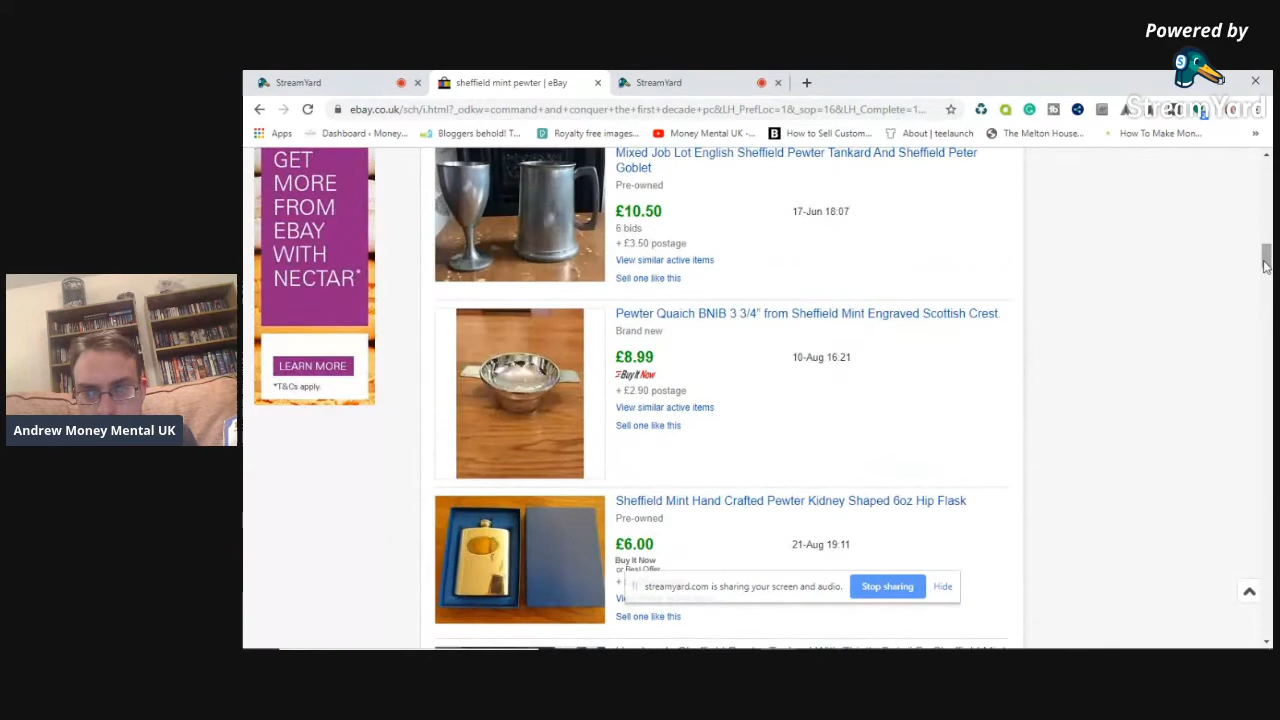 Powered by
StreamYard
StreamYard
sheffield mint pewter | eBay
StreamYard
ebay.co.uk/sch/i.html?_odkw=command+and+conquer+the+first+decade+pc&LH_PrefLoc=1&_sop=16&LH_Complete=1...
Apps
Dashboard ‹ Money...
Bloggers behold! T...
Royalty free images...
Money Mental UK -...
How to Sell Custom...
About | teelaunch
The Melton House...
How To Make Mon...
GET
MORE
FROM
EBAY
WITH
NECTAR*
LEARN MORE
*T&Cs apply.
Mixed Job Lot English Sheffield Pewter Tankard And Sheffield Peter
Goblet
Pre-owned
£10.50
17-Jun 18:07
6 bids
+ £3.50 postage
View similar active items
Sell one like this
Pewter Quaich BNIB 3 3/4" from Sheffield Mint Engraved Scottish Crest.
Brand new
£8.99
10-Aug 16:21
Buy It Now
+ £2.90 postage
View similar active items
Sell one like this
Sheffield Mint Hand Crafted Pewter Kidney Shaped 6oz Hip Flask
Pre-owned
£6.00
21-Aug 19:11
Buy It Now
or Best Offer
streamyard.com is sharing your screen and audio.
Stop sharing
Hide
Sell one like this
Andrew Money Mental UK